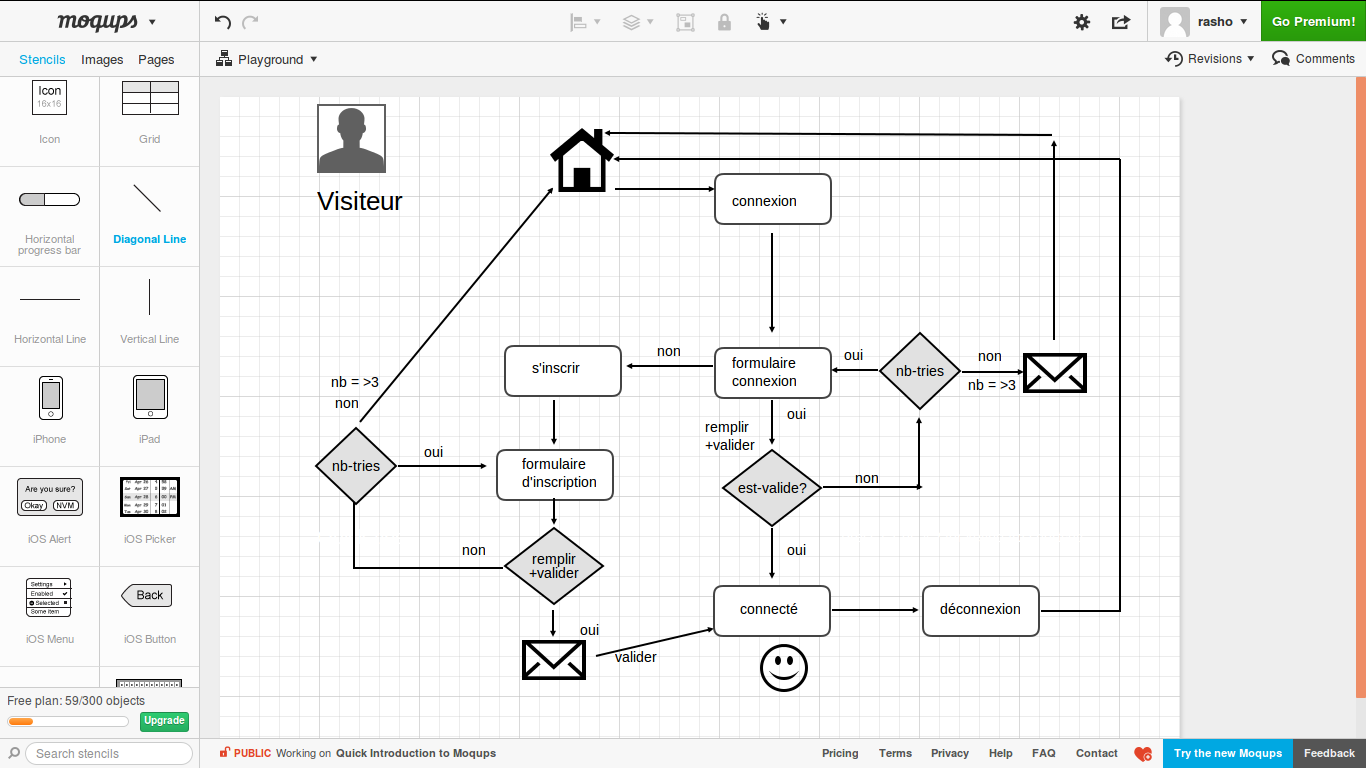 moqups
rasho
Go Premium!
Stencils
Images
Pages
Playground
Revisions
Comments
Icon
16x16
Icon
Grid
Horizontal
progress bar
Diagonal Line
Horizontal Line
Vertical Line
iPhone
iPad
Are you sure?
Okay
NVM
iOS Alert
iOS Picker
Settings
Enabled
Selected
Some Item
iOS Menu
Back
iOS Button
Free plan: 59/300 objects
Upgrade
Search stencils
Visiteur
connexion
s'inscrir
non
formulaire
connexion
oui
nb-tries
non
nb = >3
nb = >3
non
oui
remplir
+valider
nb-tries
oui
formulaire
d'inscription
est-valide?
non
non
remplir
+valider
oui
oui
valider
connecté
déconnexion
PUBLIC
Working on
Quick Introduction to Moqups
Pricing
Terms
Privacy
Help
FAQ
Contact
Try the new Moqups
Feedback